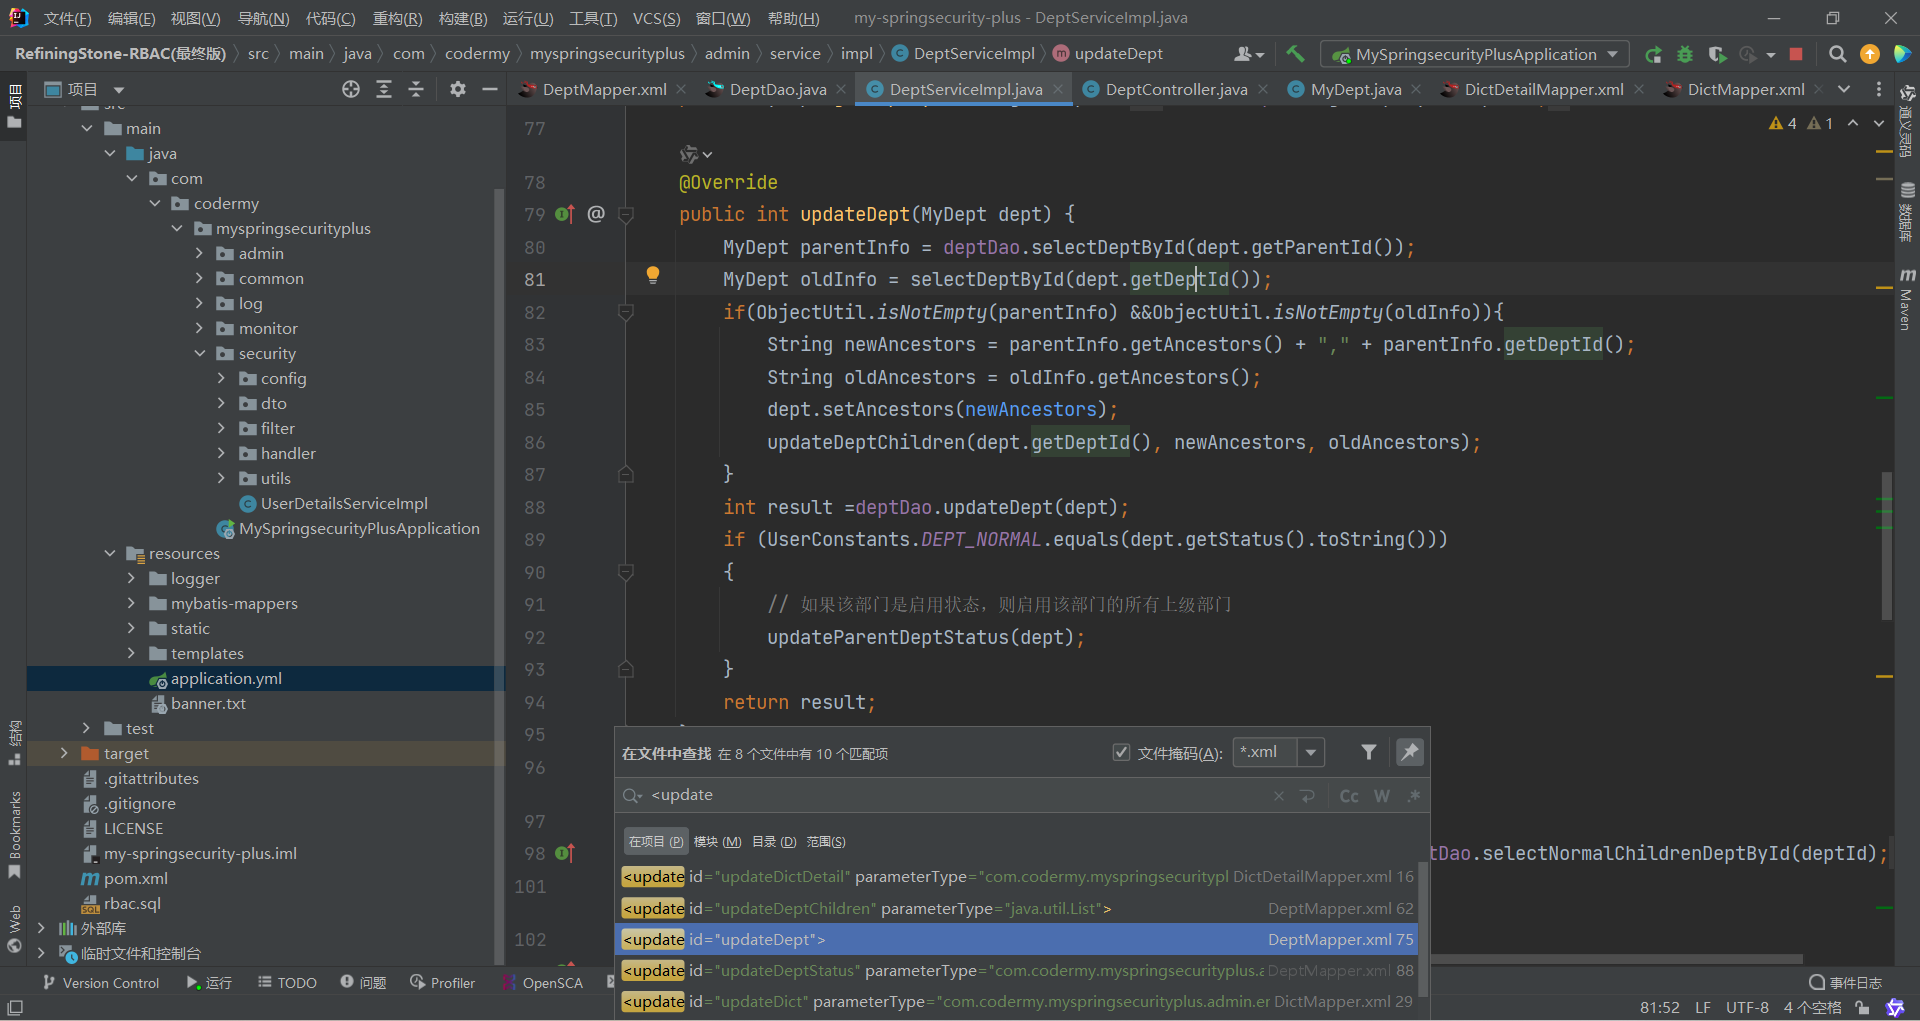 文件(F) 编辑(E) 视图(V) 导航(N) 代码(C) 重构(R) 构建(B) 运行(U) 工具(T) VCS(S) 窗口(W) 帮助(H) my-springsecurity-plus - DeptServiceImpl.java
RefiningStone-RBAC(最终版) src main java com codermy myspringsecurityplus admin service impl DeptServiceImpl updateDept MySpringsecurityPlusApplication
项目
DeptMapper.xml DeptDao.java DeptServiceImpl.java DeptController.java MyDept.java DictDetailMapper.xml DictMapper.xml
4 1
项目
结构
Bookmarks
Web
src
main
java
com
codermy
myspringsecurityplus
admin
common
log
monitor
security
config
dto
filter
handler
utils
UserDetailsServiceImpl
MySpringsecurityPlusApplication
resources
logger
mybatis-mappers
static
templates
application.yml
banner.txt
test
target
.gitattributes
.gitignore
LICENSE
my-springsecurity-plus.iml
pom.xml
rbac.sql
外部库
临时文件和控制台
77
78 @Override
79 @ public int updateDept(MyDept dept) {
80 MyDept parentInfo = deptDao.selectDeptById(dept.getParentId());
81 MyDept oldInfo = selectDeptById(dept.getDeptId());
82 if(ObjectUtil.isNotEmpty(parentInfo) &&ObjectUtil.isNotEmpty(oldInfo)){
83 String newAncestors = parentInfo.getAncestors() + "," + parentInfo.getDeptId();
84 String oldAncestors = oldInfo.getAncestors();
85 dept.setAncestors(newAncestors);
86 updateDeptChildren(dept.getDeptId(), newAncestors, oldAncestors);
87 }
88 int result =deptDao.updateDept(dept);
89 if (UserConstants.DEPT_NORMAL.equals(dept.getStatus().toString()))
90 {
91 // 如果该部门是启用状态，则启用该部门的所有上级部门
92 updateParentDeptStatus(dept);
93 }
94 return result;
95
96
97
98 tDao.selectNormalChildrenDeptById(deptId);
101
102
在文件中查找 在 8 个文件中有 10 个匹配项 文件掩码(A): *.xml
<update Cc W .*
在项目 (P) 模块 (M) 目录 (D) 范围(S)
<update id="updateDictDetail" parameterType="com.codermy.myspringsecuritypl DictDetailMapper.xml 16
<update id="updateDeptChildren" parameterType="java.util.List"> DeptMapper.xml 62
<update id="updateDept"> DeptMapper.xml 75
<update id="updateDeptStatus" parameterType="com.codermy.myspringsecurityplus.a DeptMapper.xml 88
<update id="updateDict" parameterType="com.codermy.myspringsecurityplus.admin.er DictMapper.xml 29
通义灵码
数据库
m Maven
Version Control 运行 TODO 问题 Profiler OpenSCA 事件日志
81:52 LF UTF-8 4 个空格